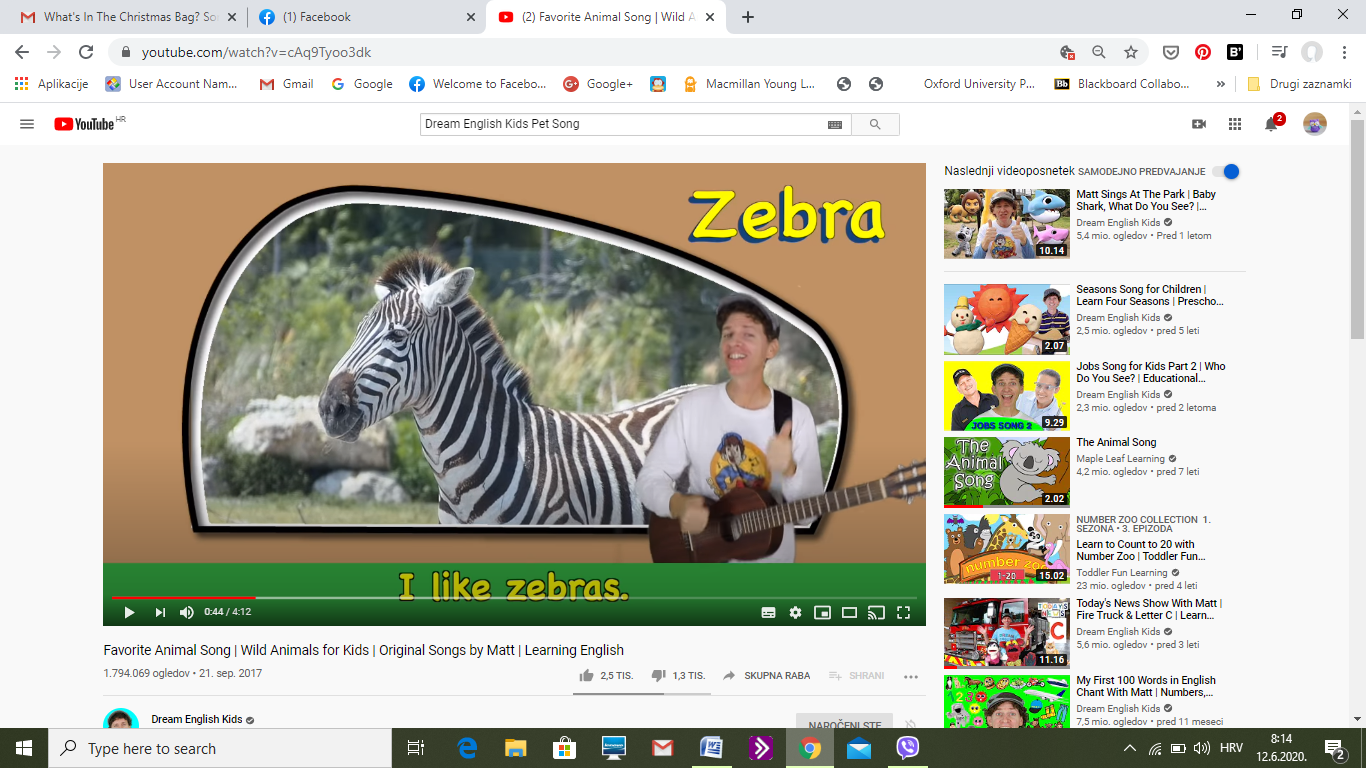 What's In The Christmas Bag? So
(1) Facebook
(2) Favorite Animal Song | Wild A
youtube.com/watch?v=cAq9Tyoo3dk
Aplikacije
User Account Nam...
Gmail
Google
Welcome to Facebo...
Google+
Macmillan Young L...
Oxford University P...
Bb
Blackboard Collabo...
»
Drugi zaznamki
YouTube HR
Dream English Kids Pet Song
2
Zebra
I like zebras.
0:44 / 4:12
Favorite Animal Song | Wild Animals for Kids | Original Songs by Matt | Learning English
1.794.069 ogledov • 21. sep. 2017
2,5 TIS.
1,3 TIS.
SKUPNA RABA
SHRANI
Dream English Kids
NAROČENI STE
Naslednji videoposnetek
SAMODEJNO PREDVAJANJE
10.14
Matt Sings At The Park | Baby
Shark, What Do You See? |...
Dream English Kids
5,4 mio. ogledov • Pred 1 letom
2.07
Seasons Song for Children |
Learn Four Seasons | Prescho...
Dream English Kids
2,5 mio. ogledov • pred 5 leti
JOBS SONG 2
9.29
Jobs Song for Kids Part 2 | Who
Do You See? | Educational...
Dream English Kids
2,3 mio. ogledov • pred 2 letoma
The
Animal
Song
2.02
The Animal Song
Maple Leaf Learning
4,2 mio. ogledov • pred 7 leti
number zoo
1-20
15.02
NUMBER ZOO COLLECTION 1.
SEZONA • 3. EPIZODA
Learn to Count to 20 with
Number Zoo | Toddler Fun...
Toddler Fun Learning
23 mio. ogledov • pred 4 leti
C
11.16
Today's News Show With Matt |
Fire Truck & Letter C | Learn...
Dream English Kids
5,6 mio. ogledov • pred 3 leti
My First 100 Words in English
Chant With Matt | Numbers,...
Dream English Kids
7,5 mio. ogledov • pred 11 meseci
Type here to search
HRV
8:14
12.6.2020.
2